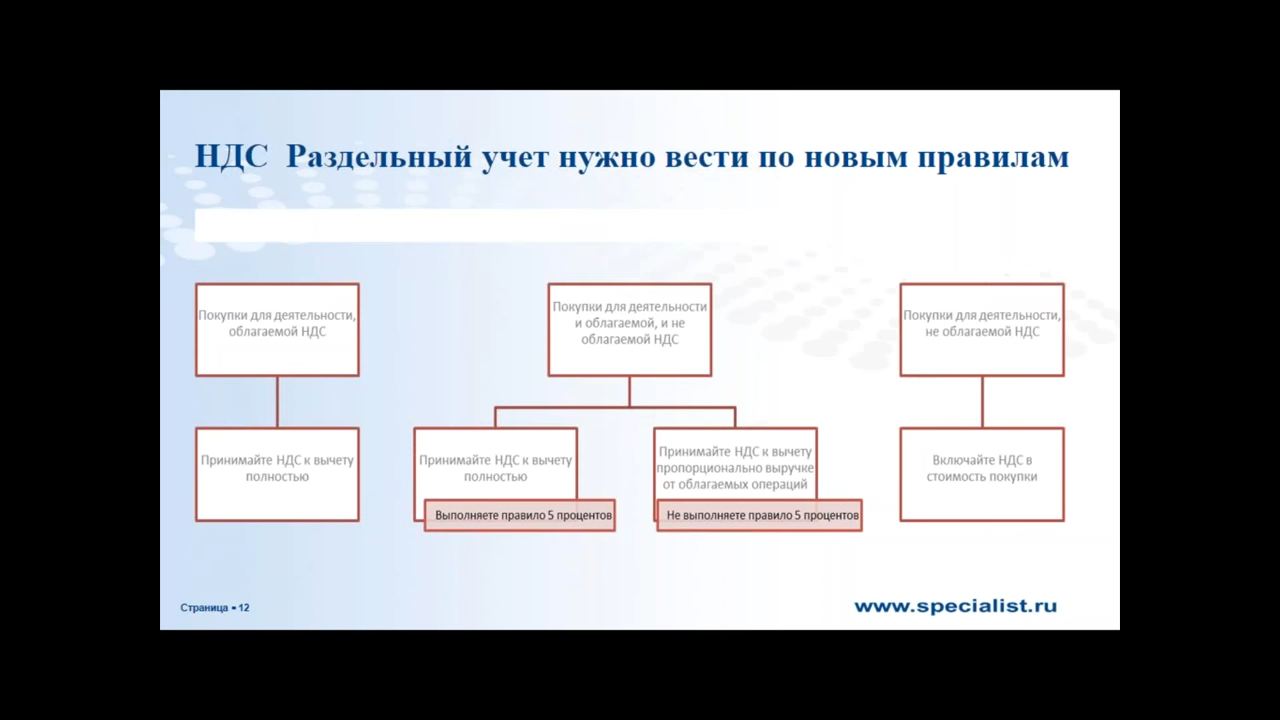 НДС Раздельный учет нужно вести по новым правилам
Покупки для деятельности,
облагаемой НДС
Покупки для деятельности
и облагаемой, и не
облагаемой НДС
Покупки для деятельности,
не облагаемой НДС
Принимайте НДС к вычету
полностью
Принимайте НДС к вычету
полностью
Выполняете правило 5 процентов
Принимайте НДС к вычету
пропорционально выручке
от облагаемых операций
Не выполняете правило 5 процентов
Включайте НДС в
стоимость покупки
Страница ▪ 12
www.specialist.ru